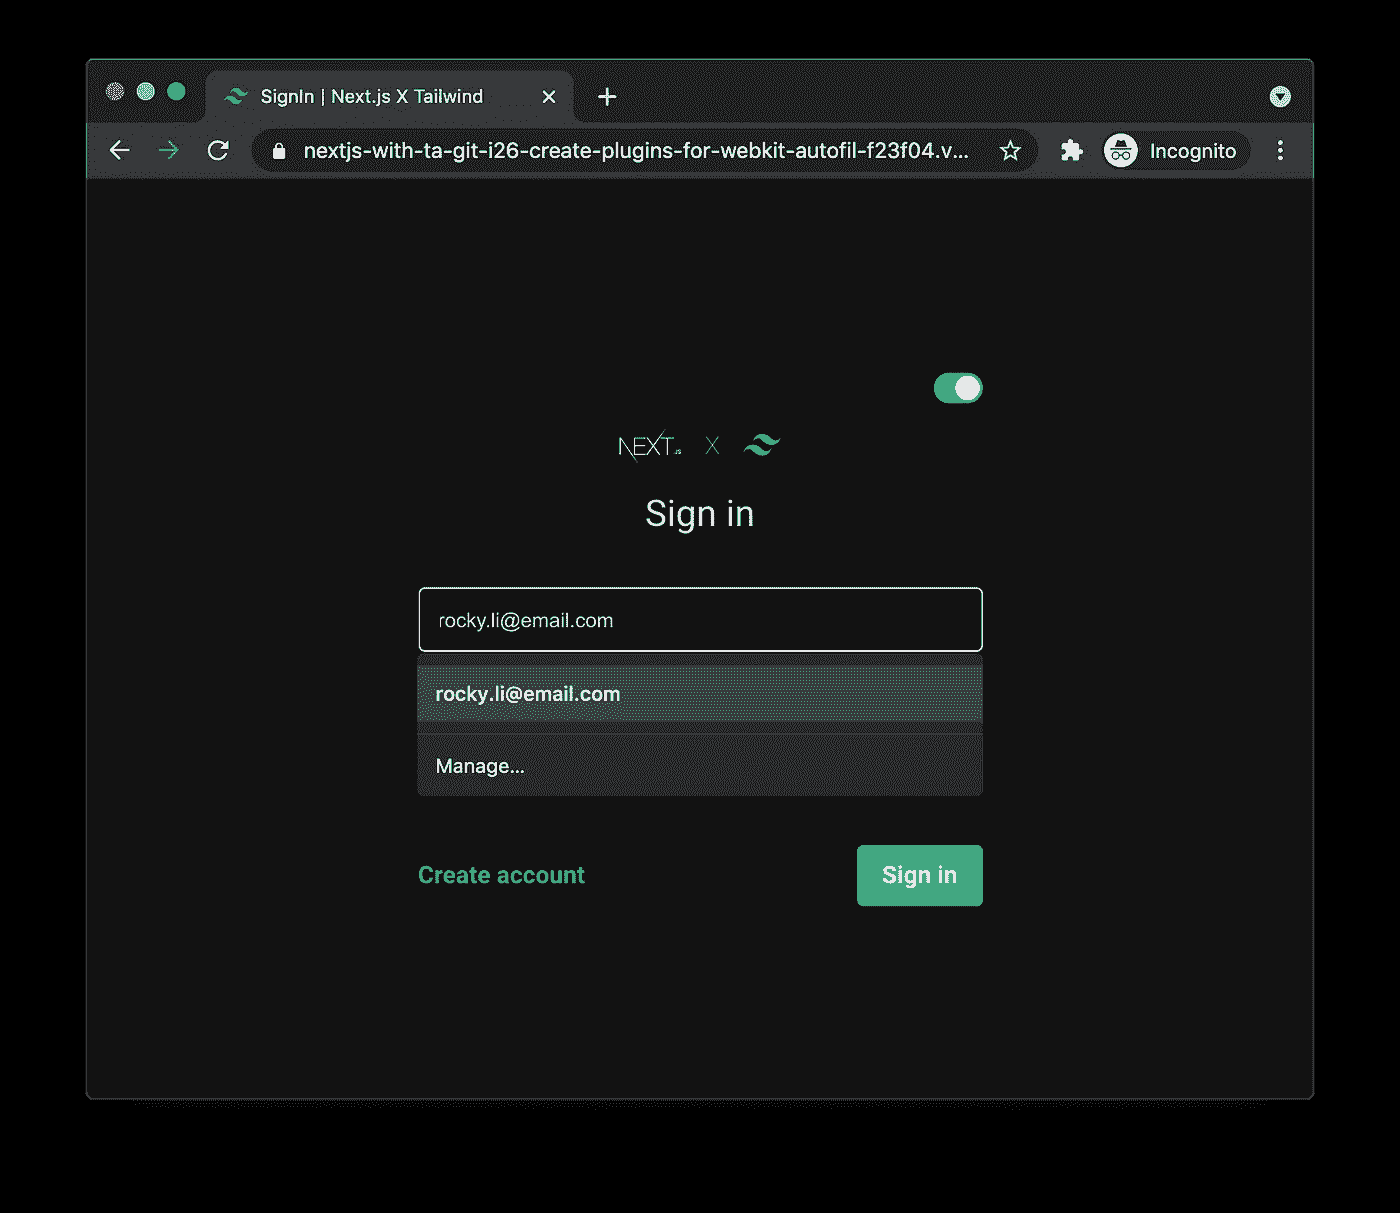 SignIn | Next.js X Tailwind
nextjs-with-ta-git-i26-create-plugins-for-webkit-autofil-f23f04.v...
Incognito
NEXT.JS X
Sign in
rocky.li@email.com
rocky.li@email.com
Manage...
Create account
Sign in